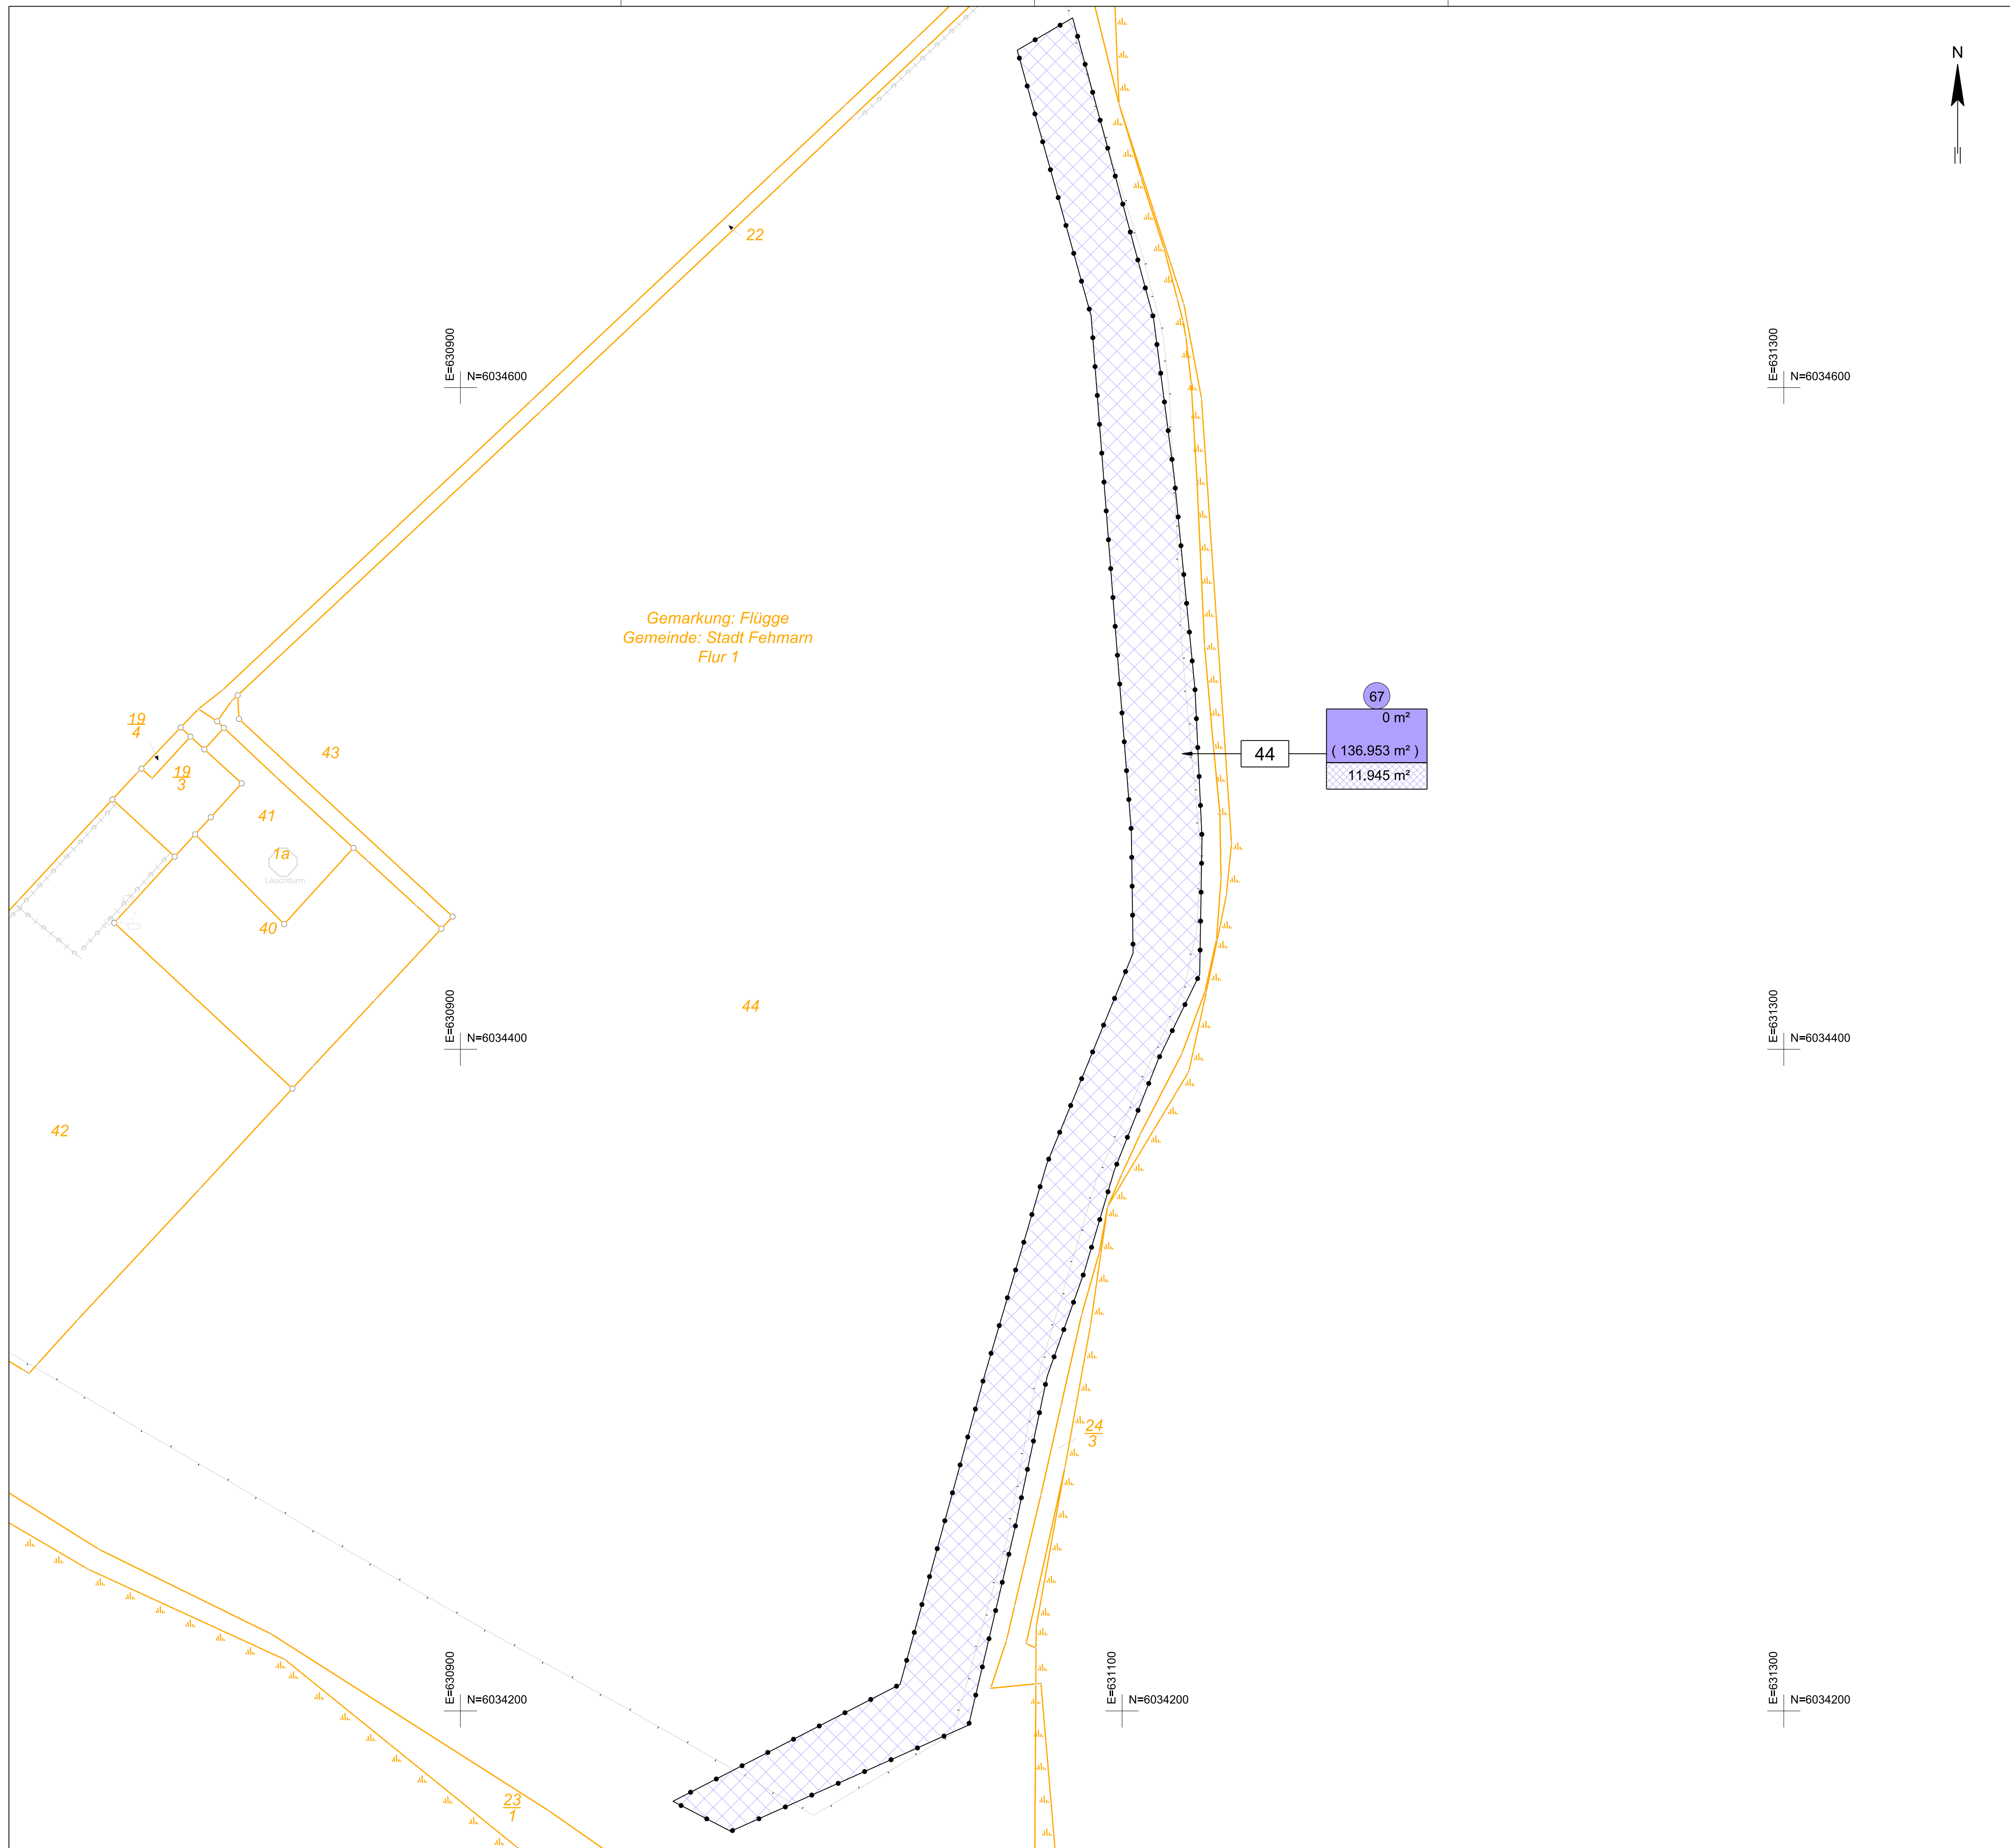 N
22
E=630900
N=6034600
E=631300
N=6034600
Gemarkung: Flügge
Gemeinde: Stadt Fehmarn
Flur 1
67
0 m²
( 136.953 m² )
11.945 m²
44
19
4
19
3
43
41
1a
Leuchtturm
40
44
E=630900
N=6034400
E=631300
N=6034400
42
24
3
E=630900
N=6034200
E=631100
N=6034200
E=631300
N=6034200
23
1